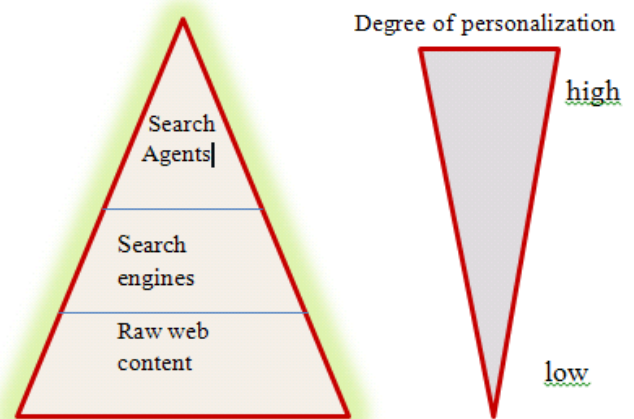 Degree of personalization
high
Search
Agents
Search
engines
Raw web
content
low